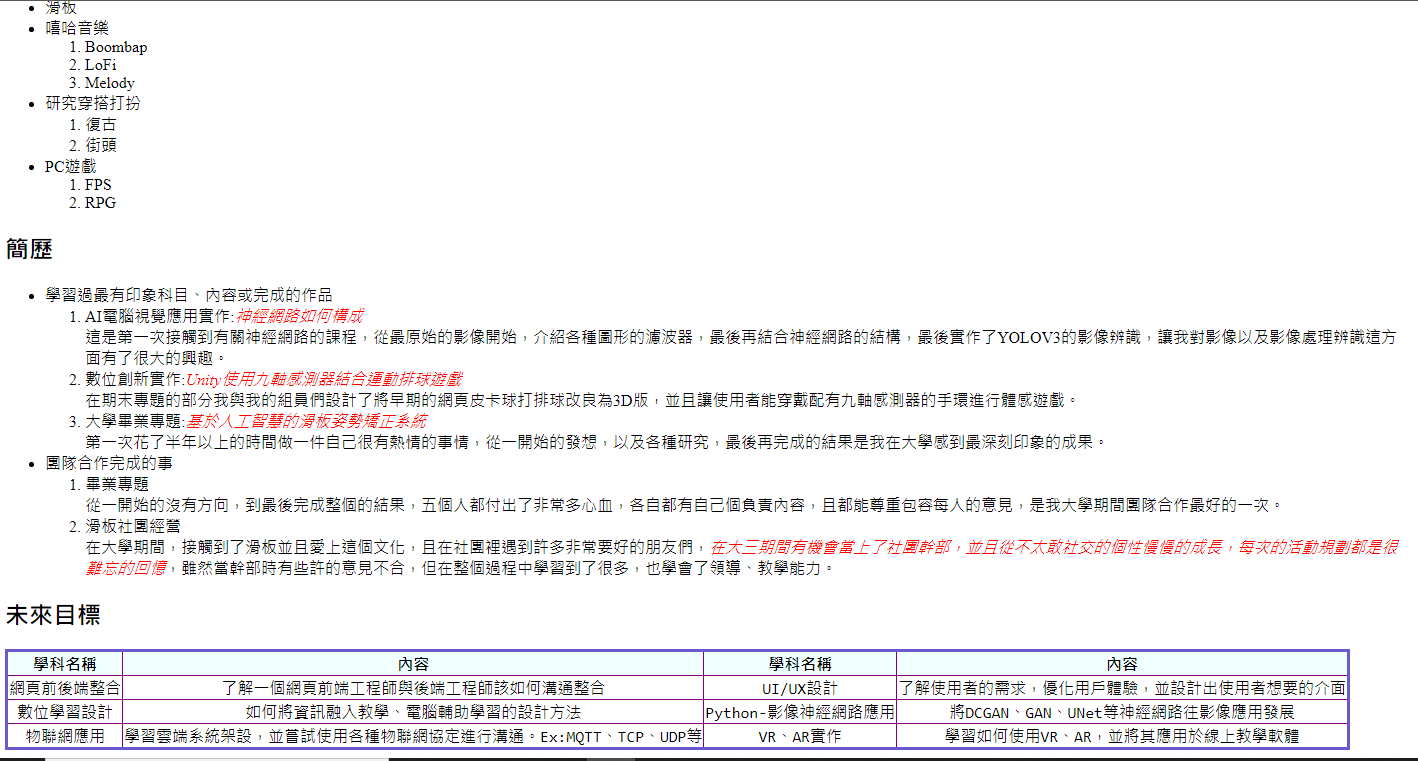 • 滑板
• 嘻哈音樂
1. Boombap
2. LoFi
3. Melody
• 研究穿搭打扮
1. 復古
2. 街頭
• PC遊戲
1. FPS
2. RPG
簡歷
• 學習過最有印象科目、內容或完成的作品
1. AI電腦視覺應用實作:神經網路如何構成
這是第一次接觸到有關神經網路的課程，從最原始的影像開始，介紹各種圖形的濾波器，最後再結合神經網路的結構，最後實作了YOLOV3的影像辨識，讓我對影像以及影像處理辨識這方
面有了很大的興趣。
2. 數位創新實作:Unity使用九軸感測器結合運動排球遊戲
在期末專題的部分我與我的組員們設計了將早期的網頁皮卡球打排球改良為3D版，並且讓使用者能穿戴配有九軸感測器的手環進行體感遊戲。
3. 大學畢業專題:基於人工智慧的滑板姿勢矯正系統
第一次花了半年以上的時間做一件自己很有熱情的事情，從一開始的發想，以及各種研究，最後再完成的結果是我在大學感到最深刻印象的成果。
• 團隊合作完成的事
1. 畢業專題
從一開始的沒有方向，到最後完成整個的結果，五個人都付出了非常多心血，各自都有自己個負責內容，且都能尊重包容每人的意見，是我大學期間團隊合作最好的一次。
2. 滑板社團經營
在大學期間，接觸到了滑板並且愛上這個文化，且在社團裡遇到許多非常要好的朋友們，在大三期間有機會當上了社團幹部，並且從不太敢社交的個性慢慢的成長，每次的活動規劃都是很
難忘的回憶，雖然當幹部時有些許的意見不合，但在整個過程中學習到了很多，也學會了領導、教學能力。
未來目標
學科名稱 內容 學科名稱 內容
網頁前後端整合 了解一個網頁前端工程師與後端工程師該如何溝通整合 UI/UX設計 了解使用者的需求，優化用戶體驗，並設計出使用者想要的介面
數位學習設計 如何將資訊融入教學、電腦輔助學習的設計方法 Python-影像神經網路應用 將DCGAN、GAN、UNet等神經網路往影像應用發展
物聯網應用 學習雲端系統架設，並嘗試使用各種物聯網協定進行溝通。Ex:MQTT、TCP、UDP等 VR、AR實作 學習如何使用VR、AR，並將其應用於線上教學軟體